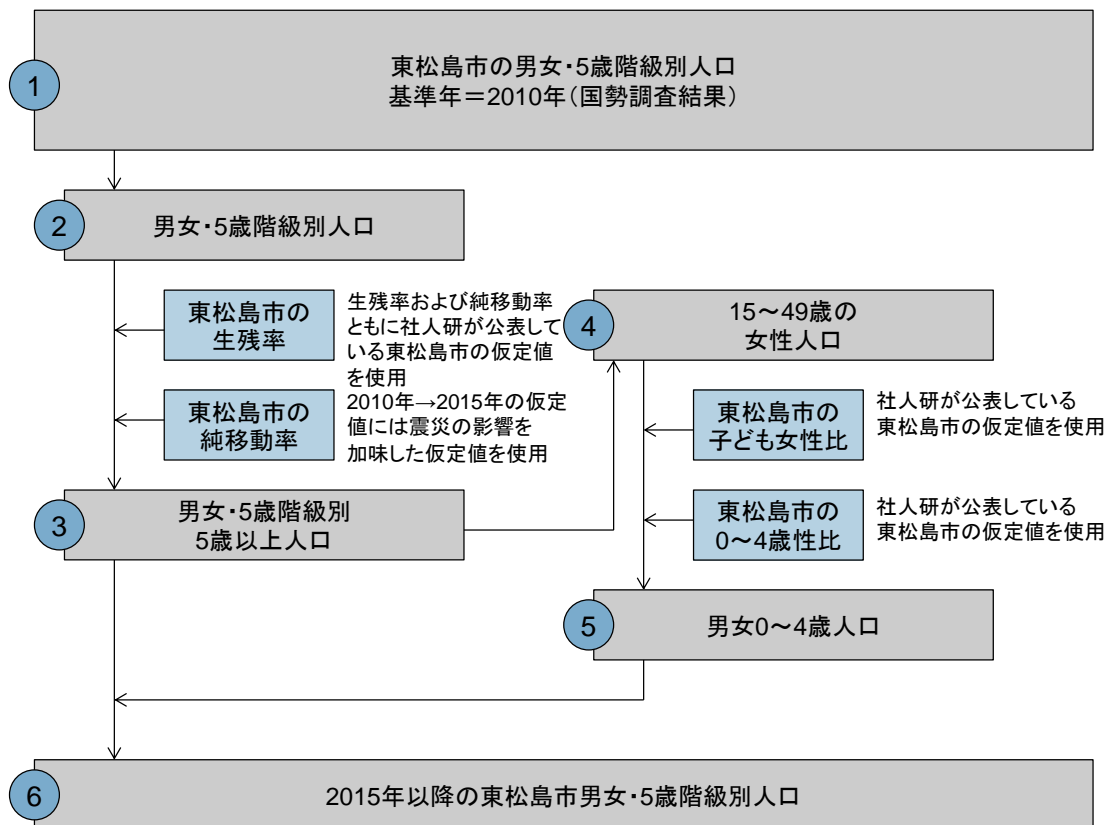 1
東松島市の男女・5歳階級別人口
基準年＝2010年（国勢調査結果）
2
男女・5歳階級別人口
東松島市の
生残率
生残率および純移動率
ともに社人研が公表して
いる東松島市の仮定値
を使用
東松島市の
純移動率
2010年→2015年の仮定
値には震災の影響を
加味した仮定値を使用
3
男女・5歳階級別
5歳以上人口
4
15～49歳の
女性人口
東松島市の
子ども女性比
社人研が公表している
東松島市の仮定値を使用
東松島市の
0～4歳性比
社人研が公表している
東松島市の仮定値を使用
5
男女0～4歳人口
6
2015年以降の東松島市男女・5歳階級別人口